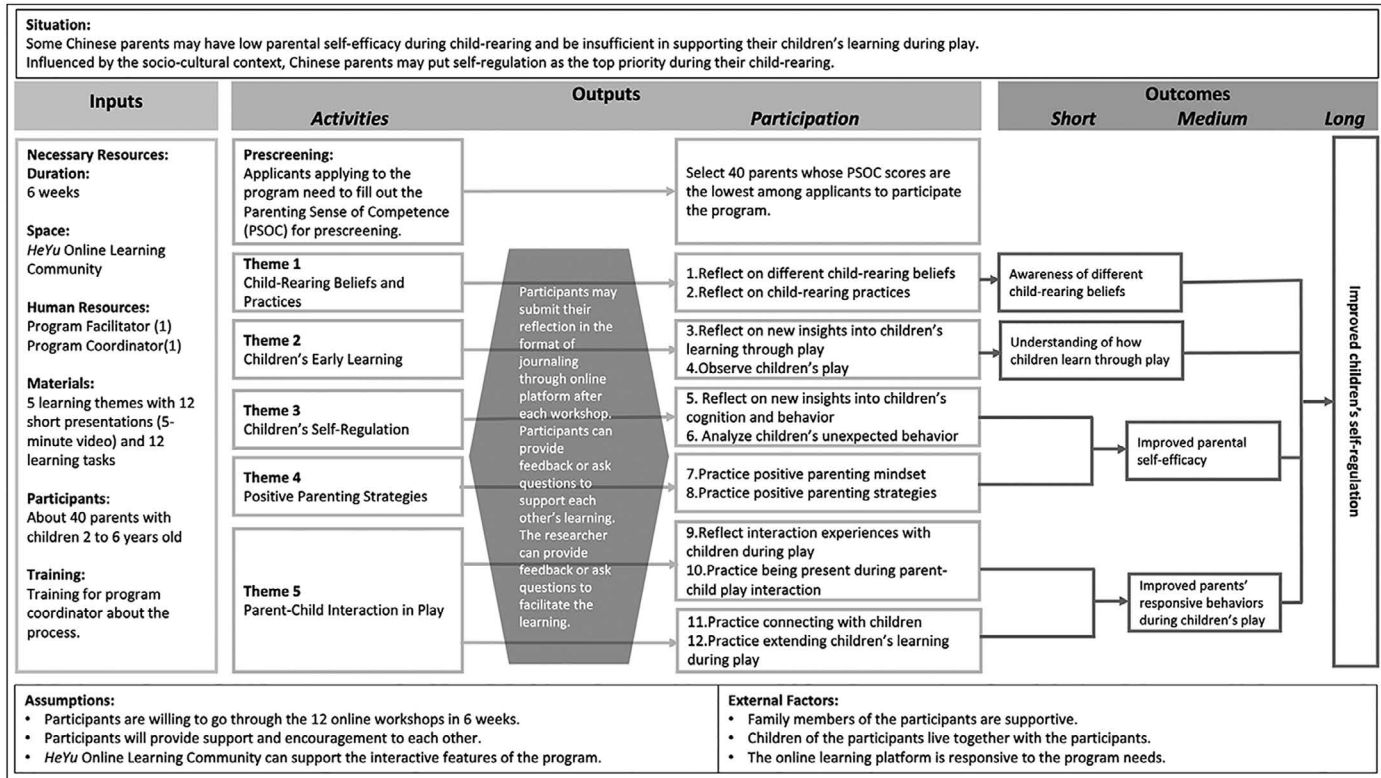 Situation:
Some Chinese parents may have low parental self-efficacy during child-rearing and be insufficient in supporting their children's learning during play.
Influenced by the socio-cultural context, Chinese parents may put self-regulation as the top priority during their child-rearing.
Inputs
Outputs
Activities
Participation
Outcomes
Short
Medium
Long
Necessary Resources:
Duration:
6 weeks
Space:
HeYu Online Learning
Community
Human Resources:
Program Facilitator (1)
Program Coordinator(1)
Materials:
5 learning themes with 12
short presentations (5-
minute video) and 12
learning tasks
Participants:
About 40 parents with
children 2 to 6 years old
Training:
Training for program
coordinator about the
process.
Prescreening:
Applicants applying to the
program need to fill out the
Parenting Sense of Competence
(PSOC) for prescreening.
Theme 1
Child-Rearing Beliefs and
Practices
Theme 2
Children's Early Learning
Theme 3
Children's Self-Regulation
Theme 4
Positive Parenting Strategies
Theme 5
Parent-Child Interaction in Play
Participants may
submit their
reflection in the
format of
journaling
through online
platform after
each workshop.
Participants can
provide
feedback or ask
questions to
support each
other's learning.
The researcher
can provide
feedback or ask
questions to
facilitate the
learning.
Select 40 parents whose PSOC scores are
the lowest among applicants to participate
the program.
1.Reflect on different child-rearing beliefs
2.Reflect on child-rearing practices
3.Reflect on new insights into children's
learning through play
4.Observe children's play
5. Reflect on new insights into children's
cognition and behavior
6. Analyze children's unexpected behavior
7.Practice positive parenting mindset
8.Practice positive parenting strategies
9.Reflect interaction experiences with
children during play
10.Practice being present during parent-
child play interaction
11.Practice connecting with children
12.Practice extending children's learning
during play
Awareness of different
child-rearing beliefs
Understanding of how
children learn through play
Improved parental
self-efficacy
Improved parents'
responsive behaviors
during children's play
Improved children's self-regulation
Assumptions:
• Participants are willing to go through the 12 online workshops in 6 weeks.
• Participants will provide support and encouragement to each other.
• HeYu Online Learning Community can support the interactive features of the program.
External Factors:
• Family members of the participants are supportive.
• Children of the participants live together with the participants.
• The online learning platform is responsive to the program needs.